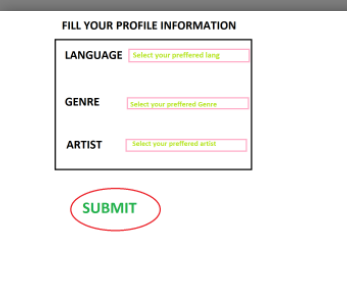 FILL YOUR PROFILE INFORMATION
LANGUAGE Select your preffered lang
GENRE Select your preffered Genre
ARTIST Select your preffered artist
SUBMIT